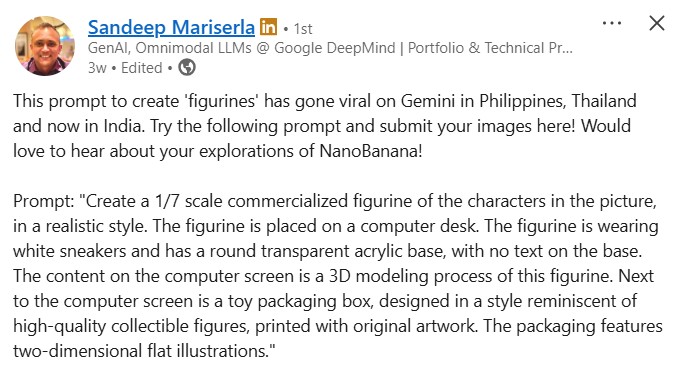 Sandeep Mariserla in • 1st
GenAI, Omnimodal LLMs @ Google DeepMind | Portfolio & Technical Pr...
3w • Edited •
This prompt to create 'figurines' has gone viral on Gemini in Philippines, Thailand
and now in India. Try the following prompt and submit your images here! Would
love to hear about your explorations of NanoBanana!
Prompt: "Create a 1/7 scale commercialized figurine of the characters in the picture,
in a realistic style. The figurine is placed on a computer desk. The figurine is wearing
white sneakers and has a round transparent acrylic base, with no text on the base.
The content on the computer screen is a 3D modeling process of this figurine. Next
to the computer screen is a toy packaging box, designed in a style reminiscent of
high-quality collectible figures, printed with original artwork. The packaging features
two-dimensional flat illustrations."